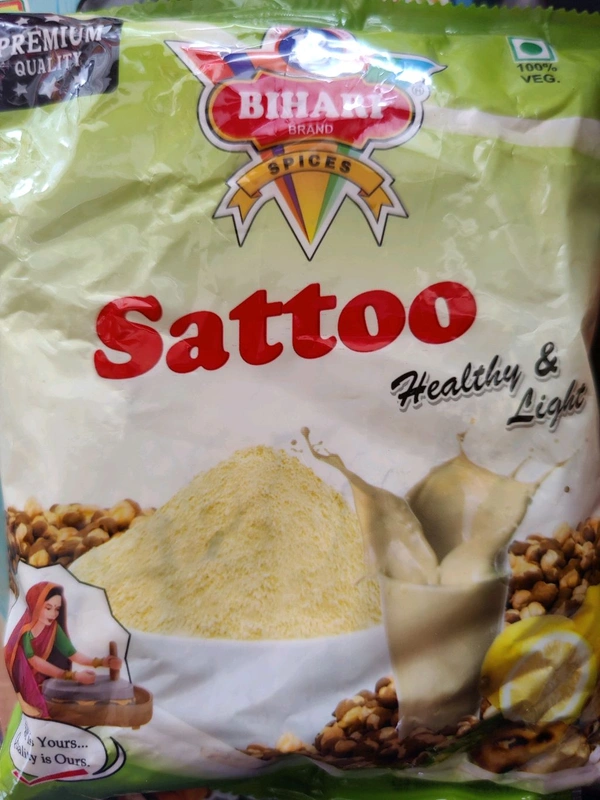 PREMIUM
QUALITY
100%
VEG.
BIHARI
BRAND
SPICES
Sattoo
Healthy &
Light
Yours...
is Ours.